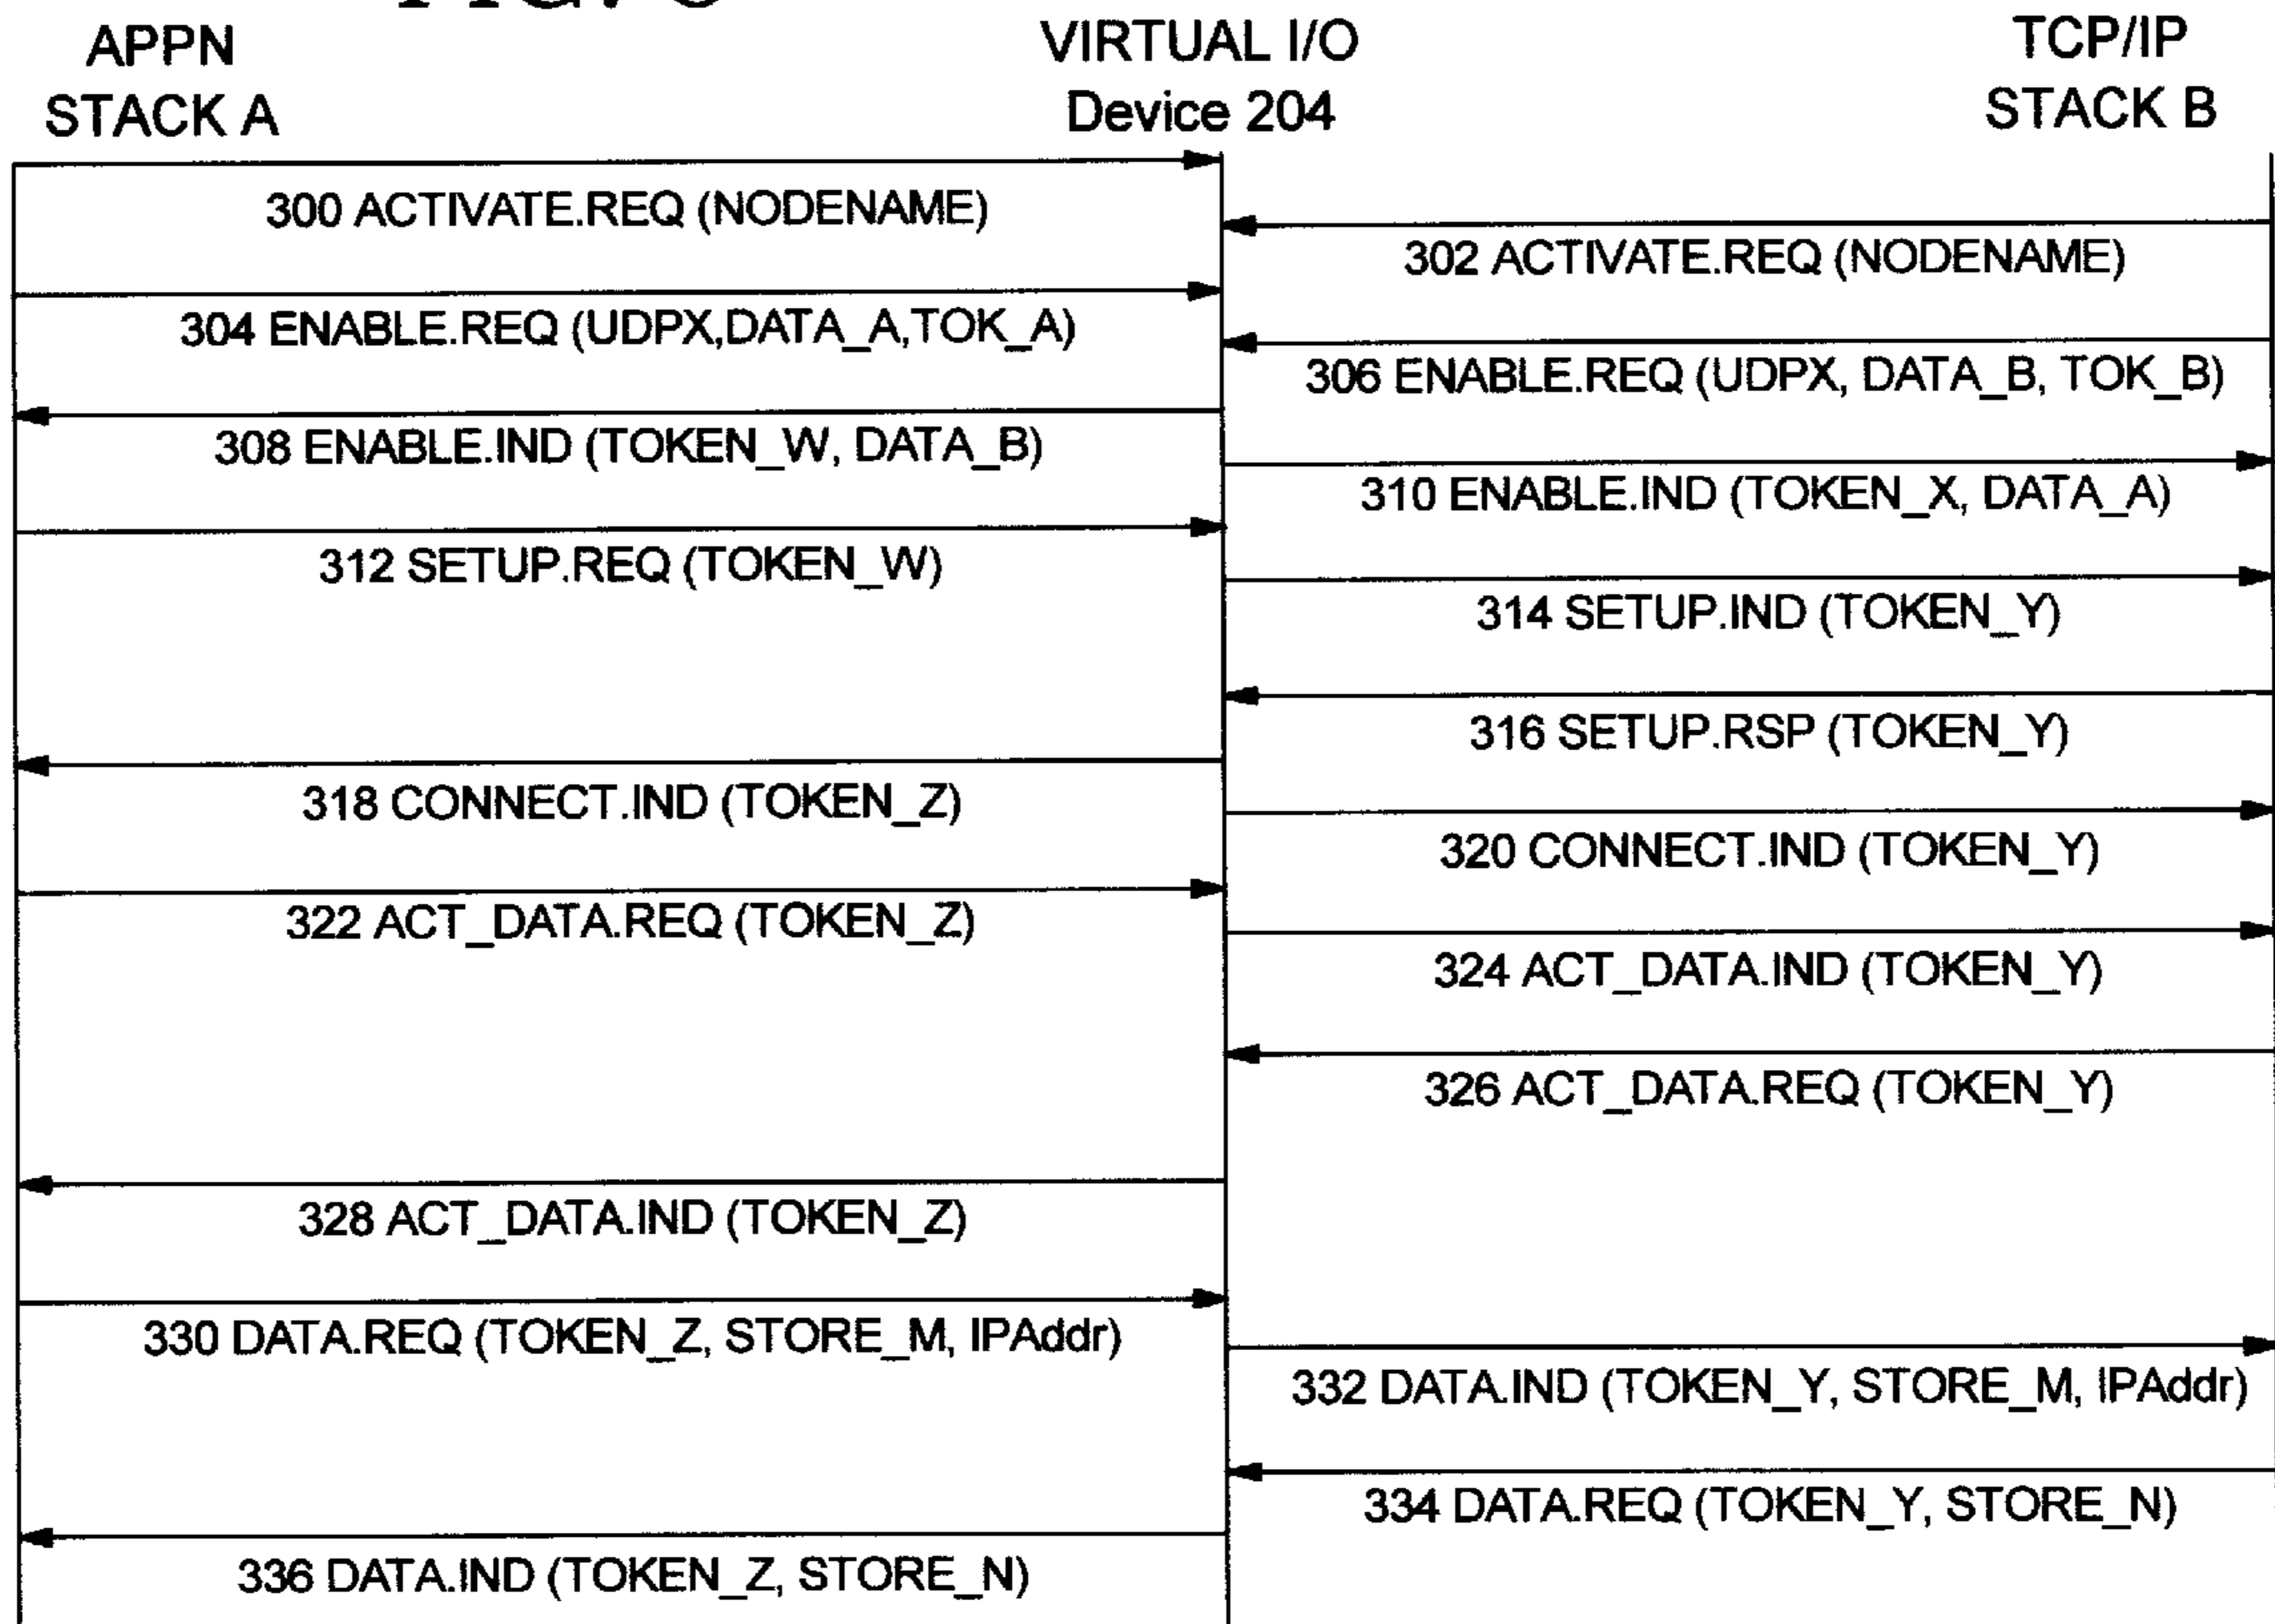 APPN
STACK A
VIRTUAL I/O
Device 204
TCP/IP
STACK B
300 ACTIVATE.REQ (NODENAME)
302 ACTIVATE.REQ (NODENAME)
304 ENABLE.REQ (UDPX,DATA_A,TOK_A)
306 ENABLE.REQ (UDPX, DATA_B, TOK_B)
308 ENABLE.IND (TOKEN_W, DATA_B)
310 ENABLE.IND (TOKEN_X, DATA_A)
312 SETUP.REQ (TOKEN_W)
314 SETUP.IND (TOKEN_Y)
316 SETUP.RSP (TOKEN_Y)
318 CONNECT.IND (TOKEN_Z)
320 CONNECT.IND (TOKEN_Y)
322 ACT_DATA.REQ (TOKEN_Z)
324 ACT_DATA.IND (TOKEN_Y)
326 ACT_DATA.REQ (TOKEN_Y)
328 ACT_DATA.IND (TOKEN_Z)
330 DATA.REQ (TOKEN_Z, STORE_M, IPAddr)
332 DATA.IND (TOKEN_Y, STORE_M, IPAddr)
334 DATA.REQ (TOKEN_Y, STORE_N)
336 DATA.IND (TOKEN_Z, STORE_N)